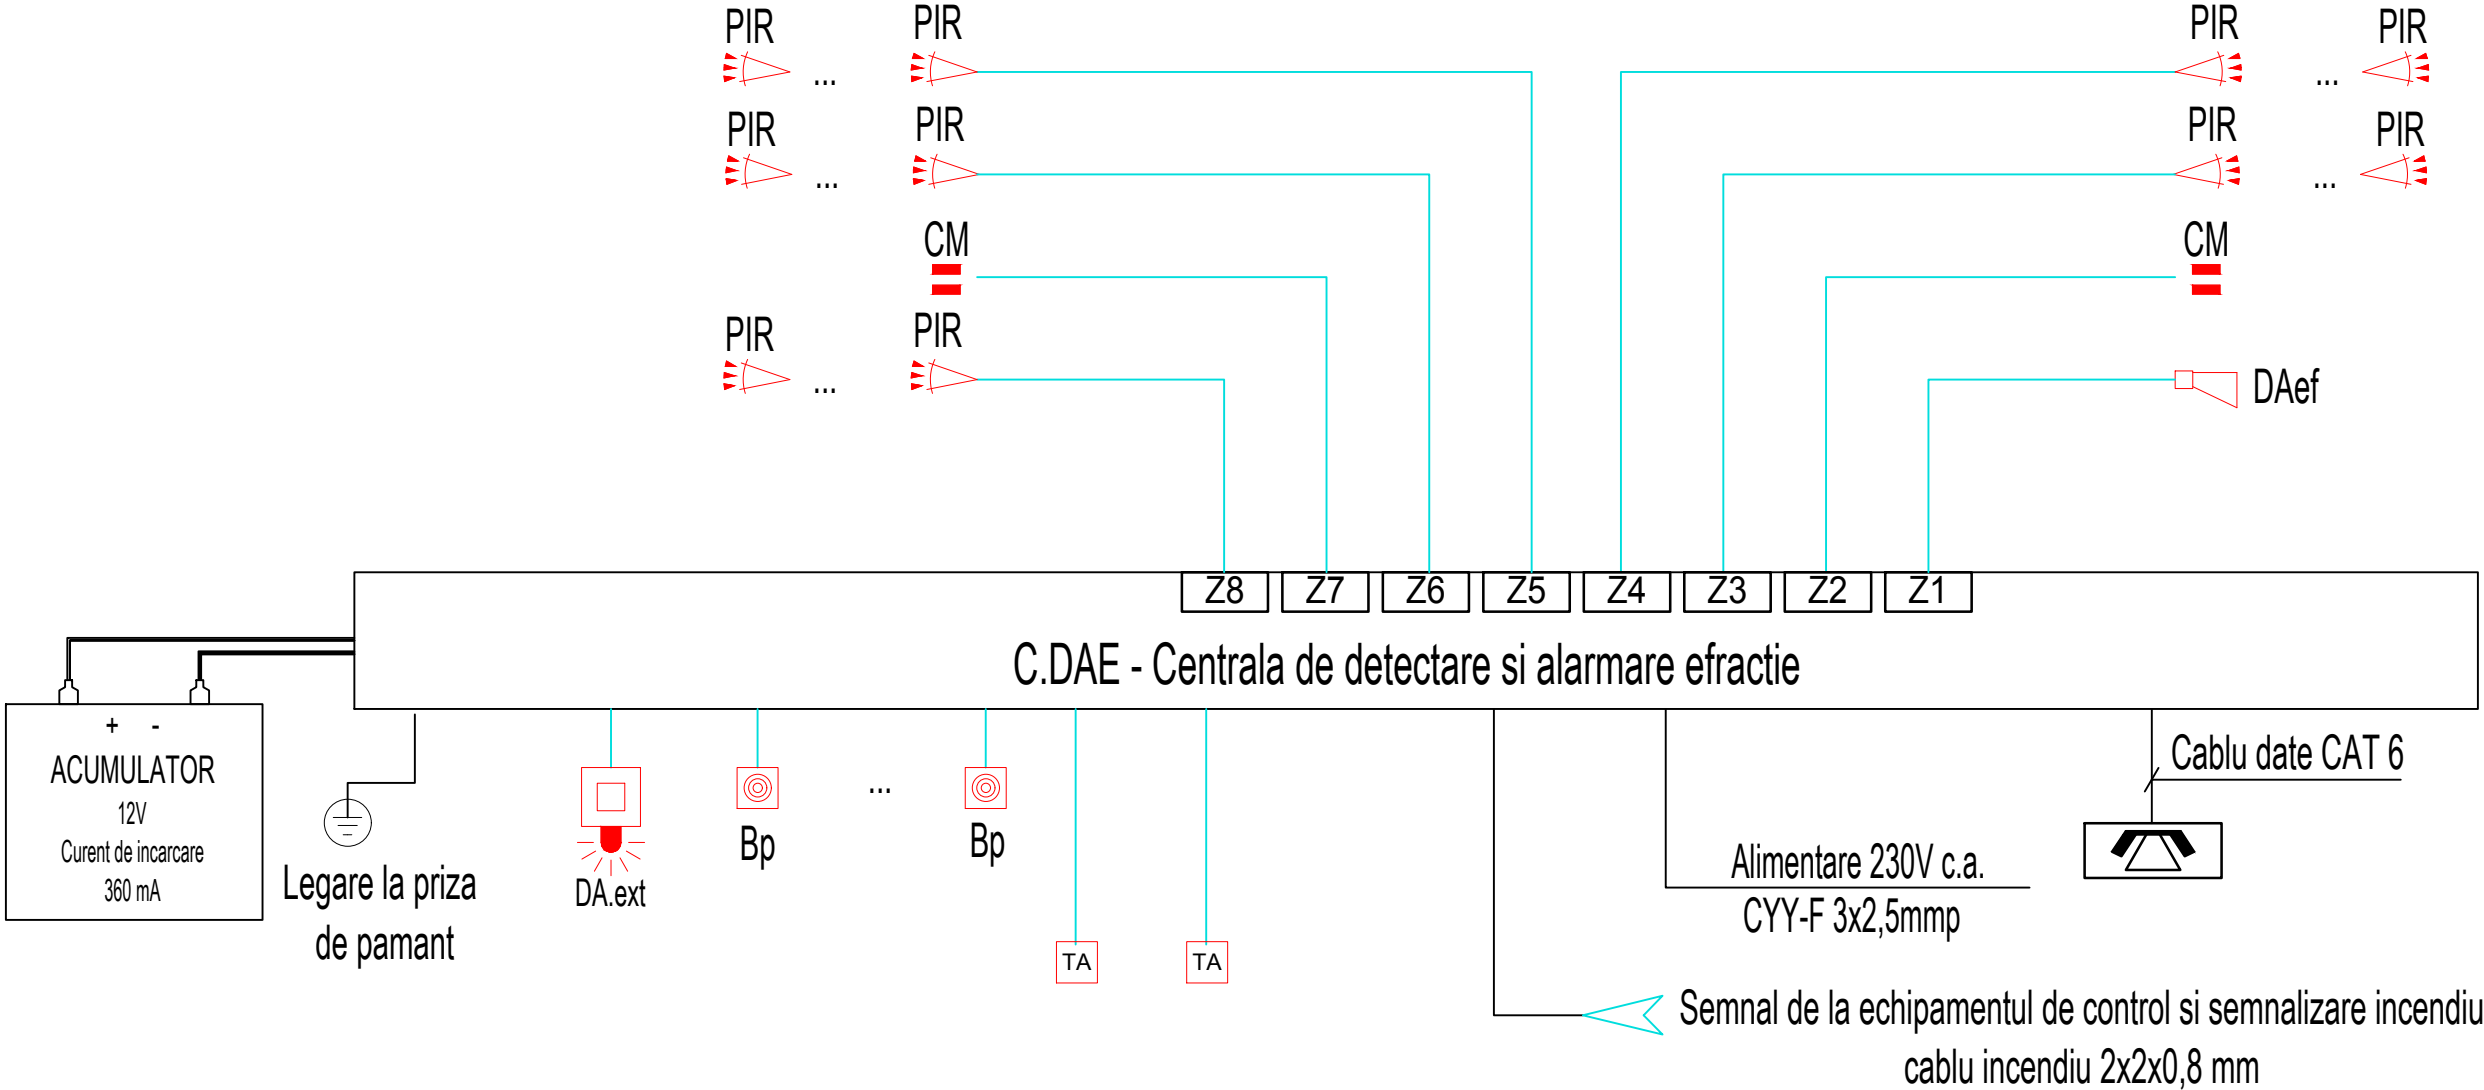 PIR PIR PIR PIR
... ...
PIR PIR PIR PIR
... ...
CM CM
PIR PIR
... DAef
Z8 Z7 Z6 Z5 Z4 Z3 Z2 Z1
C.DAE - Centrala de detectare si alarmare efractie
+ -
ACUMULATOR
12V
Curent de incarcare
360 mA
Legare la priza
de pamant
DA.ext
Bp ... Bp
TA TA
Cablu date CAT 6
Alimentare 230V c.a.
CYY-F 3x2,5mmp
Semnal de la echipamentul de control si semnalizare incendiu
cablu incendiu 2x2x0,8 mm